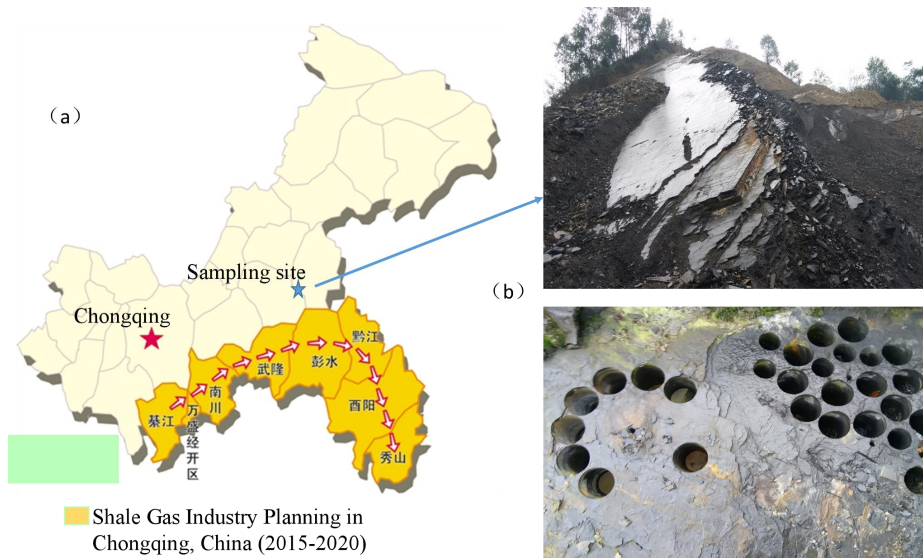 (a)
Sampling site
(b)
Chongqing
黔江
武隆
彭水
南川
綦江
万盛经开区
酉阳
秀山
Shale Gas Industry Planning in
Chongqing, China (2015-2020)